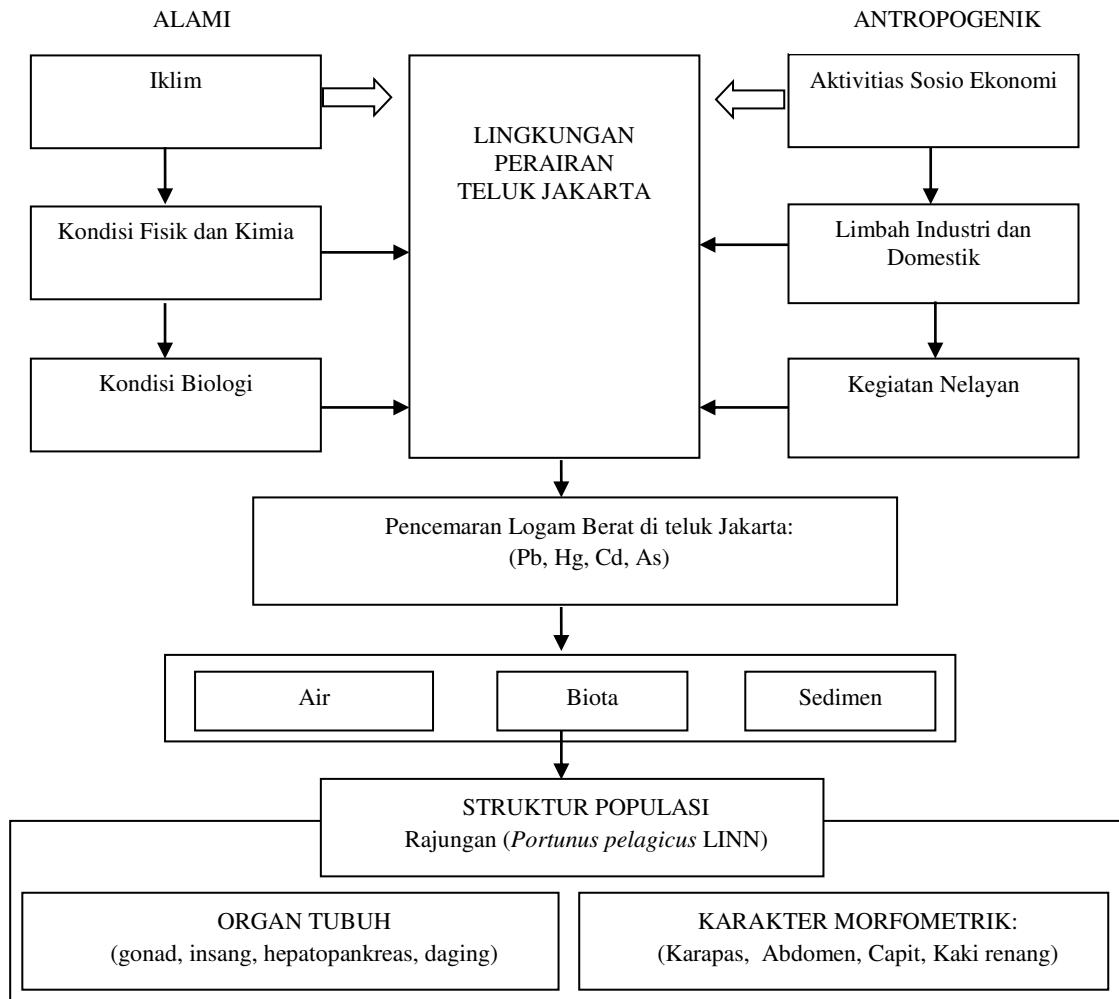 ALAMI
ANTROPOGENIK
Iklim
LINGKUNGAN
PERAIRAN
TELUK JAKARTA
Aktivitias Sosio Ekonomi
Kondisi Fisik dan Kimia
Limbah Industri dan
Domestik
Kondisi Biologi
Kegiatan Nelayan
Pencemaran Logam Berat di teluk Jakarta:
(Pb, Hg, Cd, As)
Air
Biota
Sedimen
STRUKTUR POPULASI
Rajungan (Portunus pelagicus LINN)
ORGAN TUBUH
(gonad, insang, hepatopankreas, daging)
KARAKTER MORFOMETRIK:
(Karapas, Abdomen, Capit, Kaki renang)